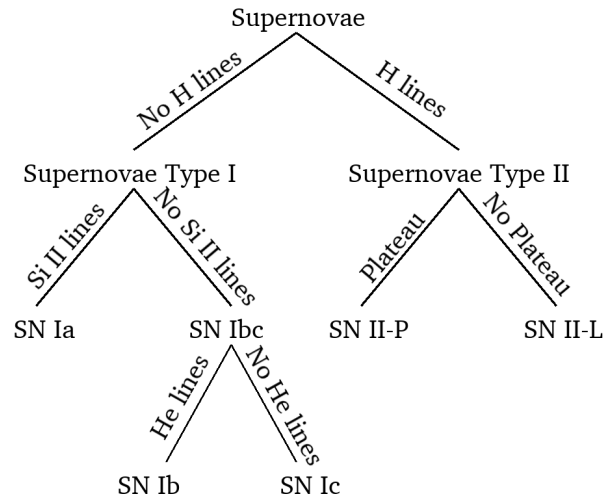 Supernovae
No H lines
H lines
Supernovae Type I
Supernovae Type II
Si II lines
No Si II lines
Plateau
No Plateau
SN Ia
SN Ibc
SN II-P
SN II-L
He lines
No He lines
SN Ib
SN Ic